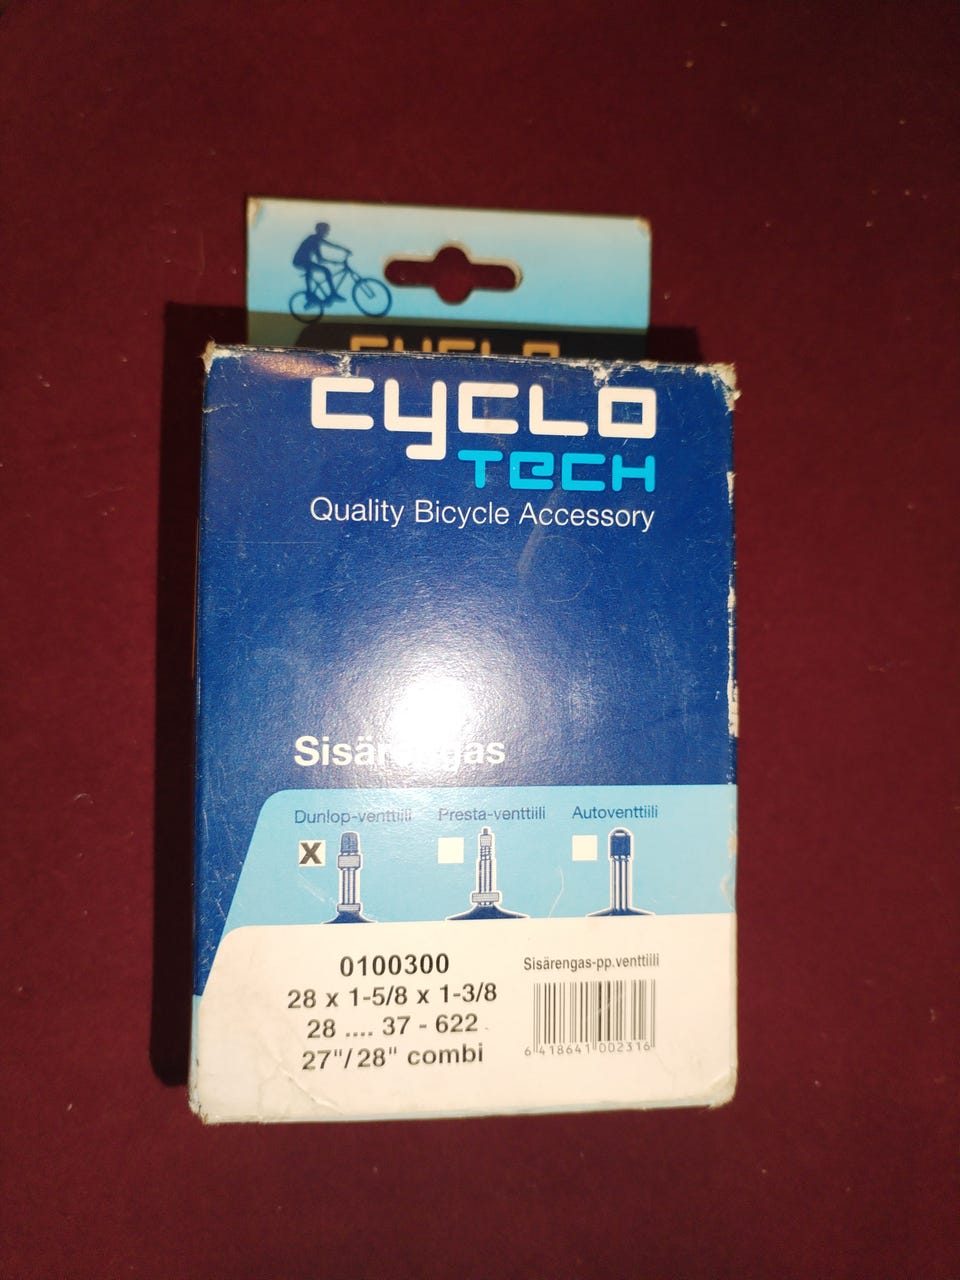 CYCLO
CYCLO
TECH
Quality Bicycle Accessory
Sisärengas
Dunlop-venttiili Presta-venttiili Autoventtiili
X
0100300
28 x 1-5/8 x 1-3/8
28 .... 37 - 622
27"/28" combi
Sisärengas-pp.venttiili
6 418641 002316